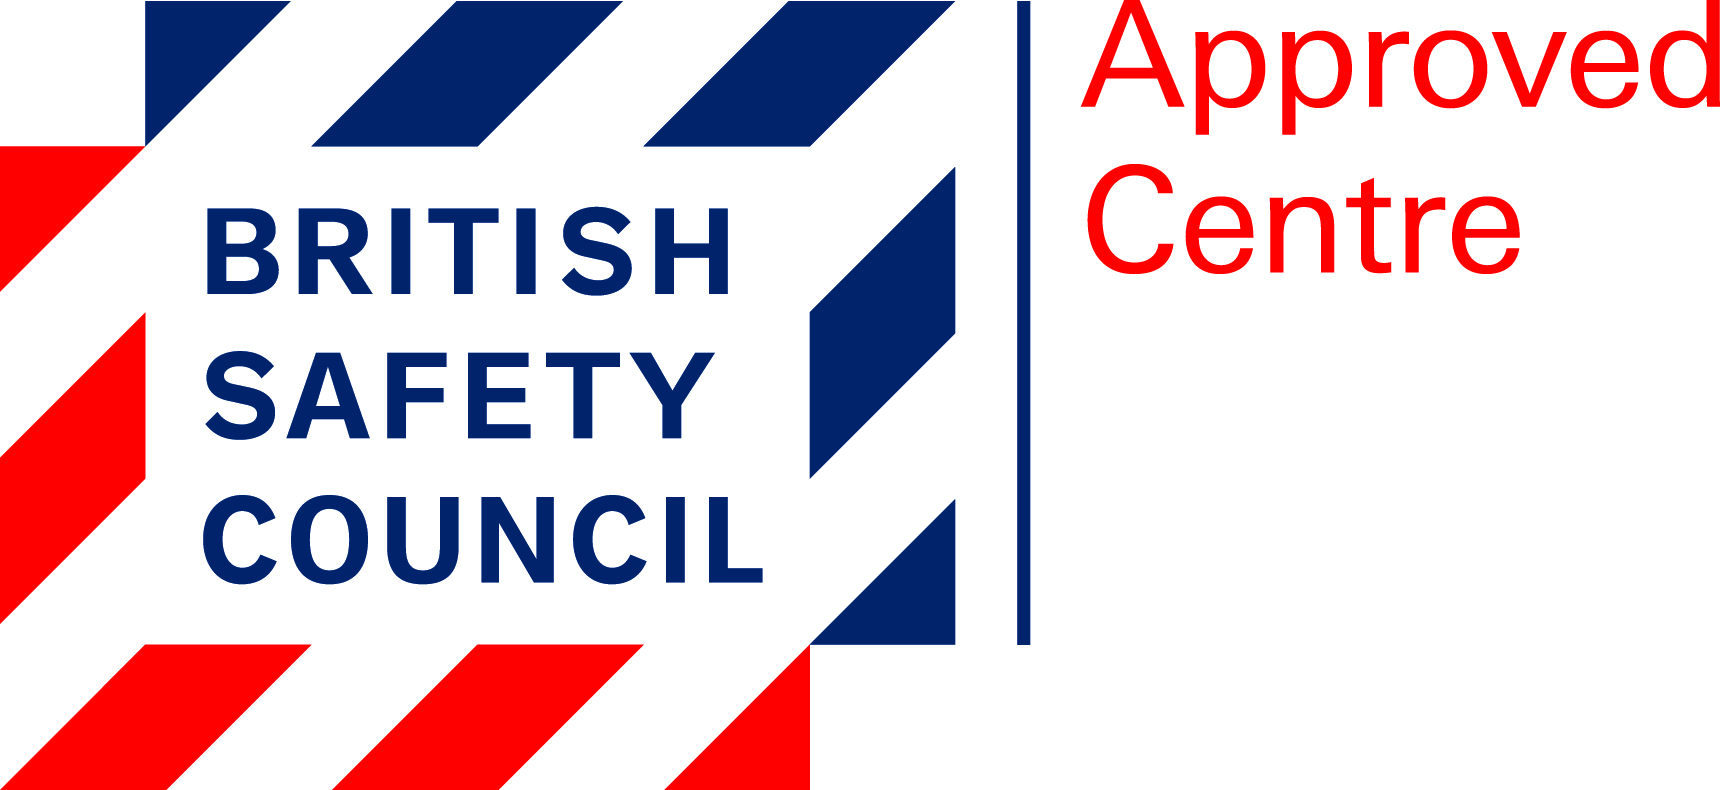 BRITISH
SAFETY
COUNCIL
Approved
Centre